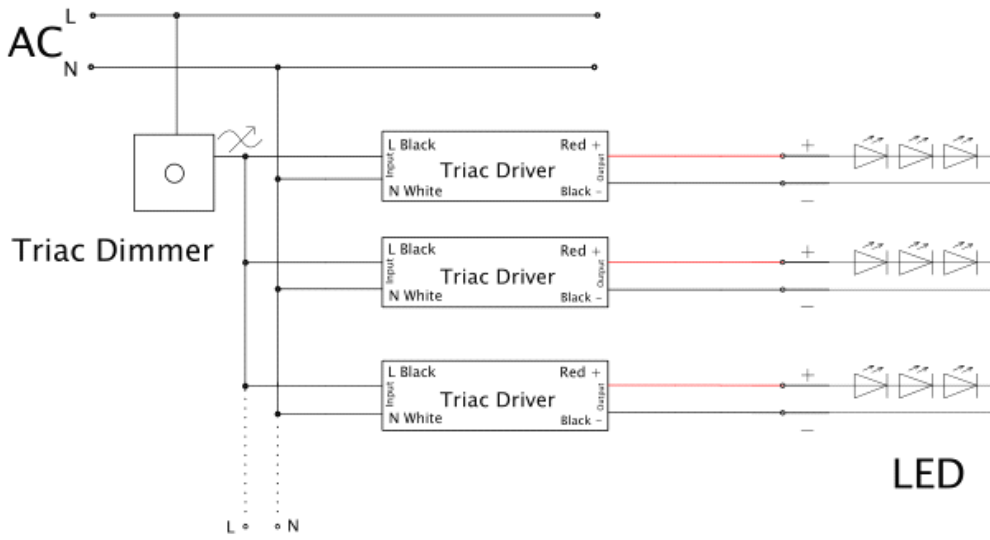 L
AC
N
L Black
Red +
Input
Triac Driver
Output
N White
Black -
Triac Dimmer
L Black
Red +
Input
Triac Driver
Output
N White
Black -
L Black
Red +
Input
Triac Driver
Output
N White
Black -
+
—
+
—
+
—
LED
L
N